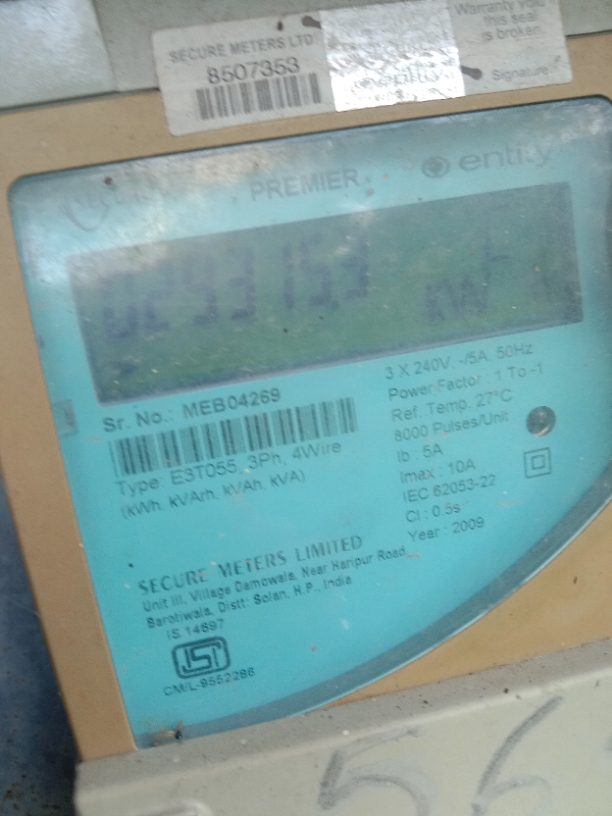 SECURE METERS LTD.
8507353
Warranty void
this seal
is broken.
Signature
PREMIER
entity
kW
Sr. No.: MEB04269
Type: E3T055, 3Ph, 4Wire
(kWh, kVArh, kVAh, kVA)
3 X 240V, -/5A, 50Hz
Power Factor : 1 To -1
Ref. Temp. 27°C
8000 Pulses/Unit
Ib : 5A
Imax : 10A
IEC 62053-22
Cl : 0.5s
Year : 2009
SECURE METERS LIMITED
Unit III, Village Damowala, Near Haripur Road,
Barotiwala, Distt: Solan, H.P., India
IS 14697
ISI
CM/L-9552286